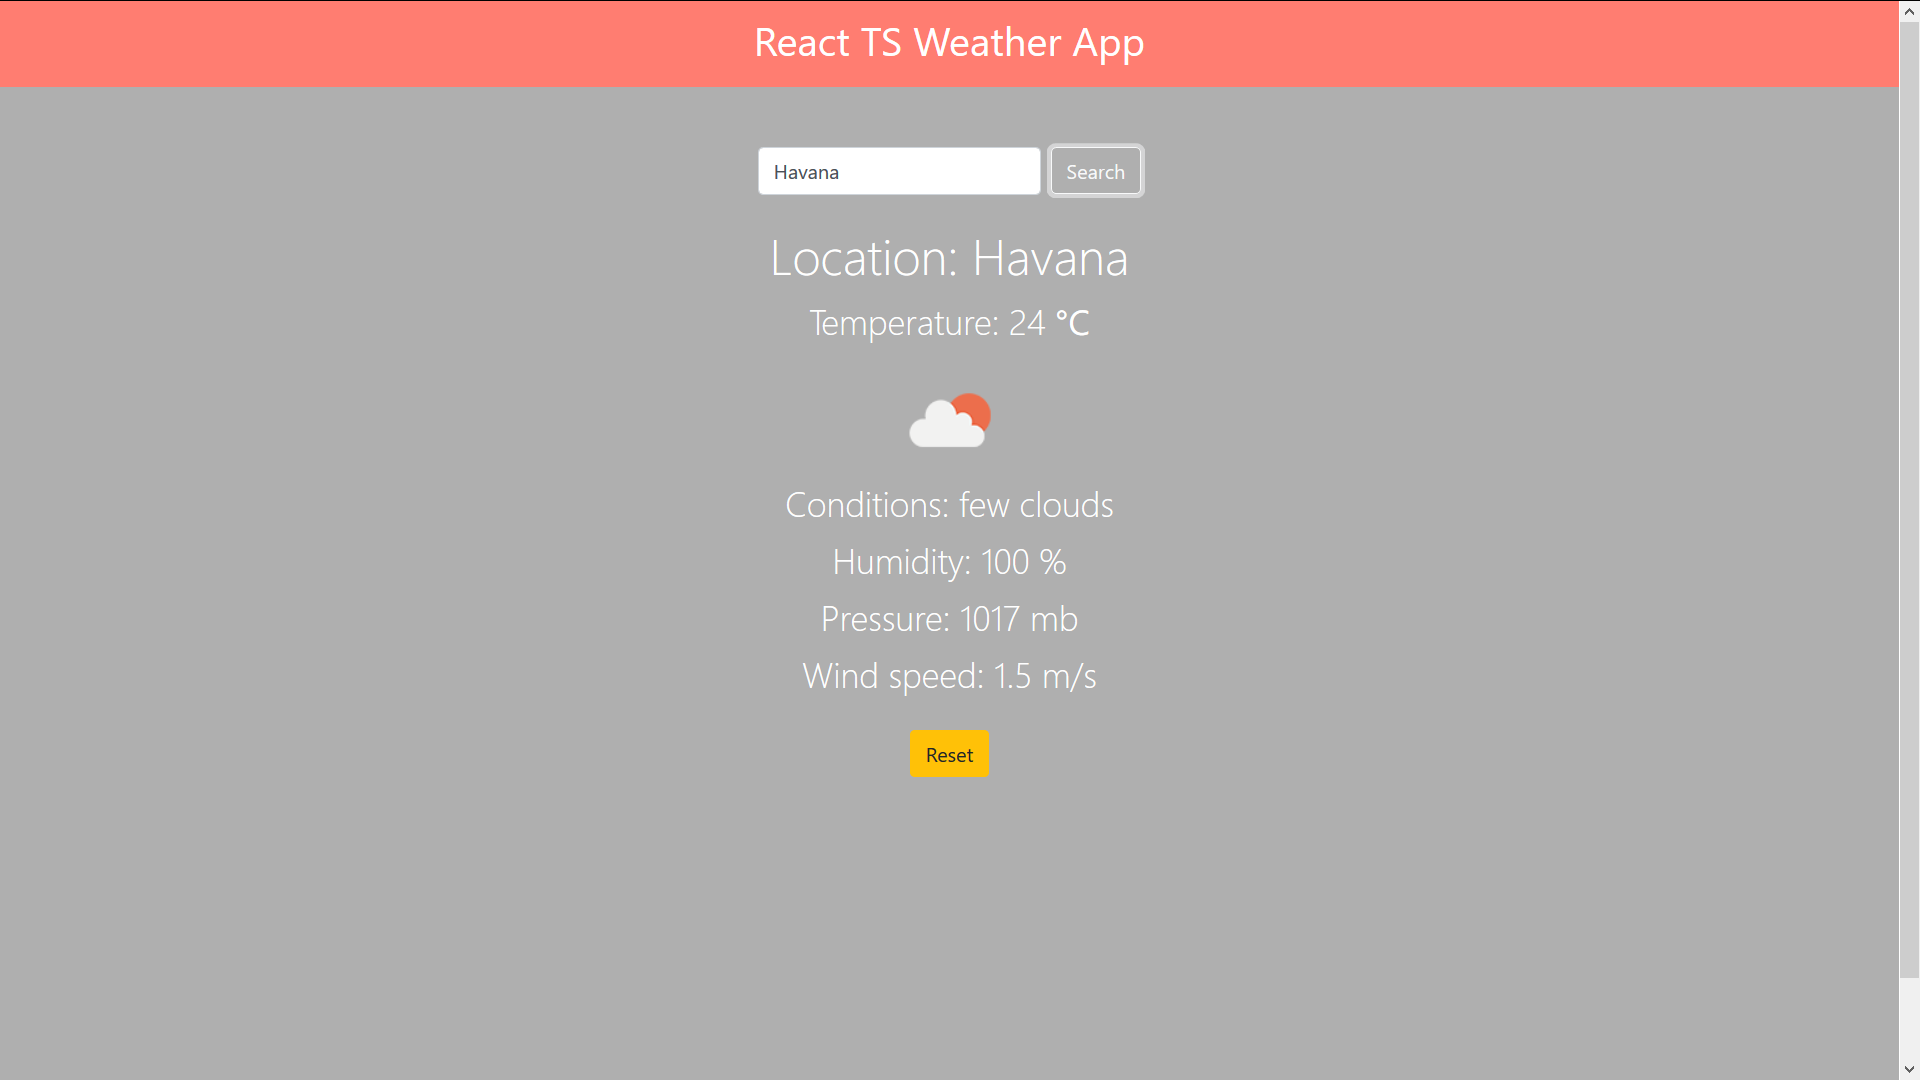 React TS Weather App
Havana
Search
Location: Havana
Temperature: 24 °C
Conditions: few clouds
Humidity: 100 %
Pressure: 1017 mb
Wind speed: 1.5 m/s
Reset